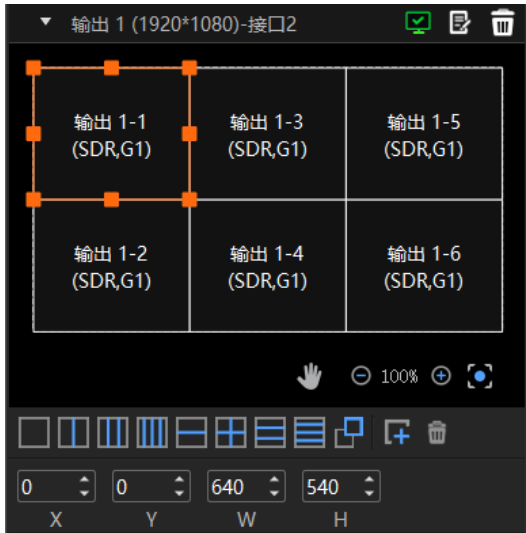 输出 1 (1920*1080)-接口2
输出 1-1
(SDR,G1)
输出 1-3
(SDR,G1)
输出 1-5
(SDR,G1)
输出 1-2
(SDR,G1)
输出 1-4
(SDR,G1)
输出 1-6
(SDR,G1)
100%
0 0 640 540
X Y W H